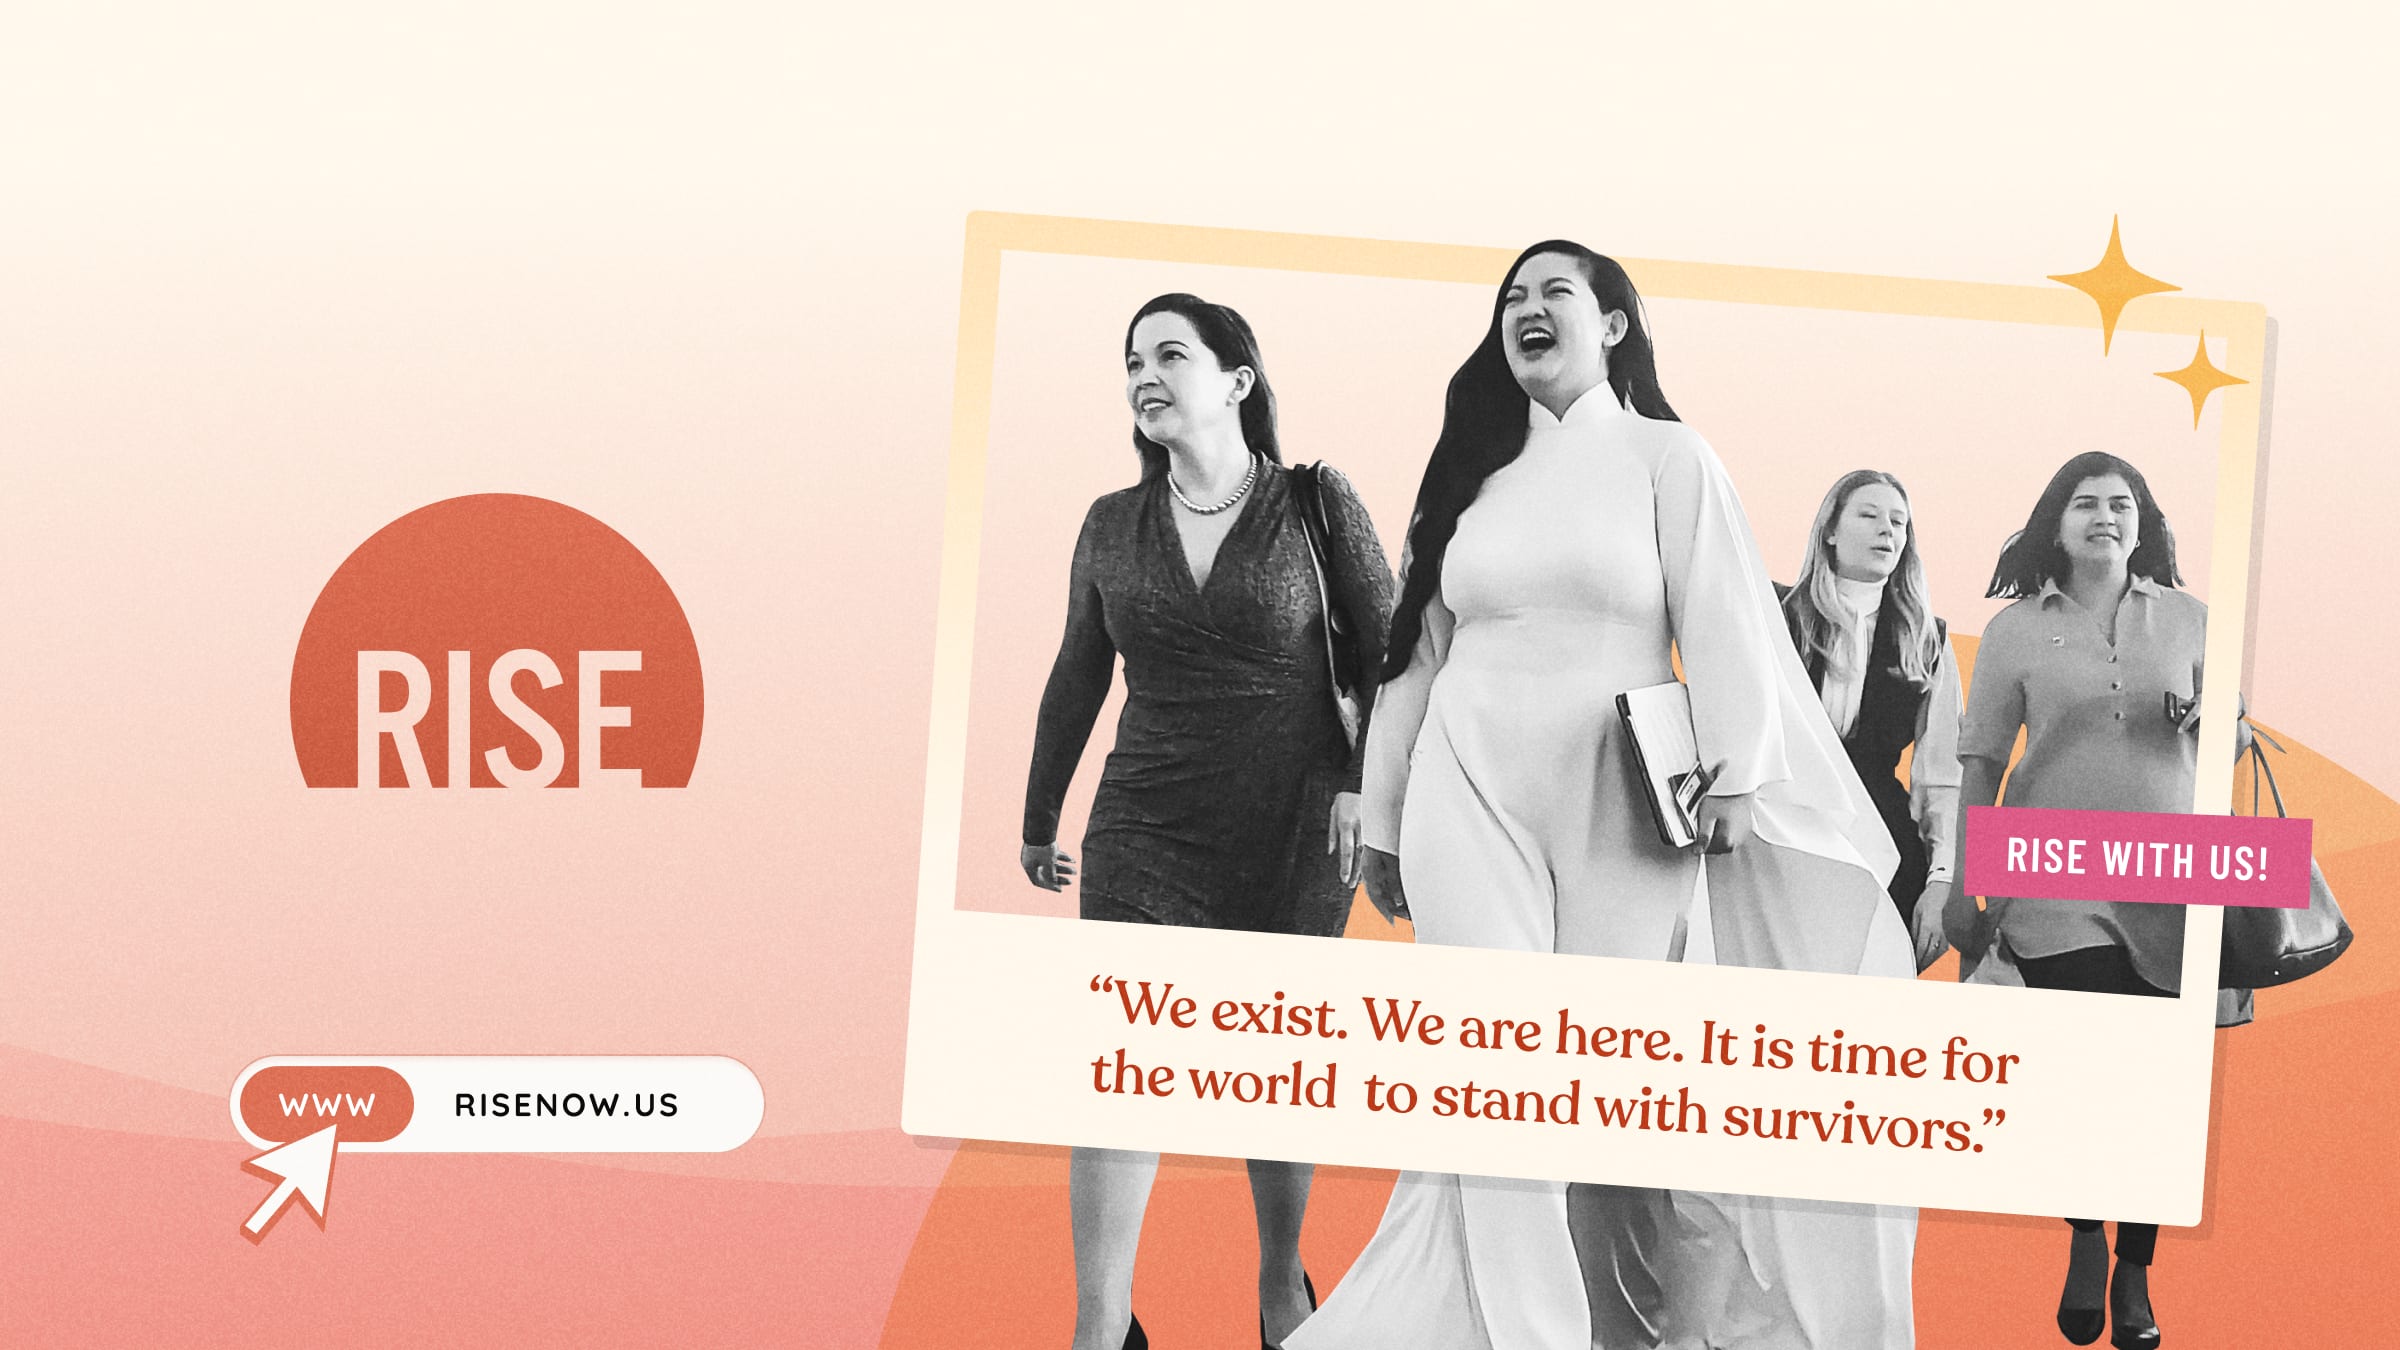 RISE
WWW RISENOW.US
RISE WITH US!
“We exist. We are here. It is time for
the world to stand with survivors.”